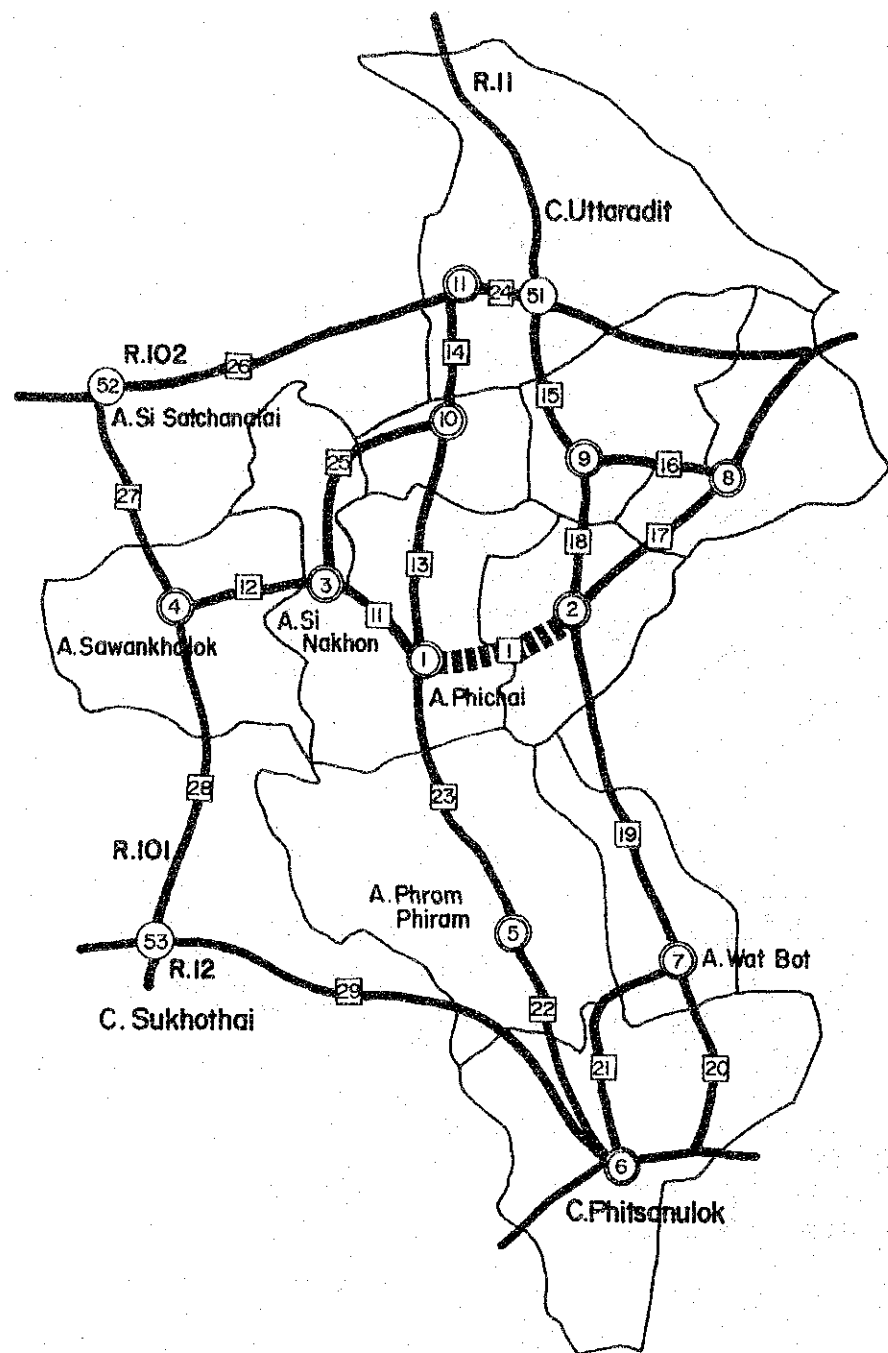 R.11
C.Uttaradit
11
24
51
14
R.102
26
52
A.Si Satchanalai
15
10
25
9
16
8
27
18
17
13
12
3
4
11
2
A.Si
Nakhon
A.Sawankhalok
1
1
A.Phichai
28
23
19
R.101
A.Phrom
Phiram
53
5
7
A.Wat Bot
R.12
29
22
C. Sukhothai
21
20
6
C.Phitsanulok